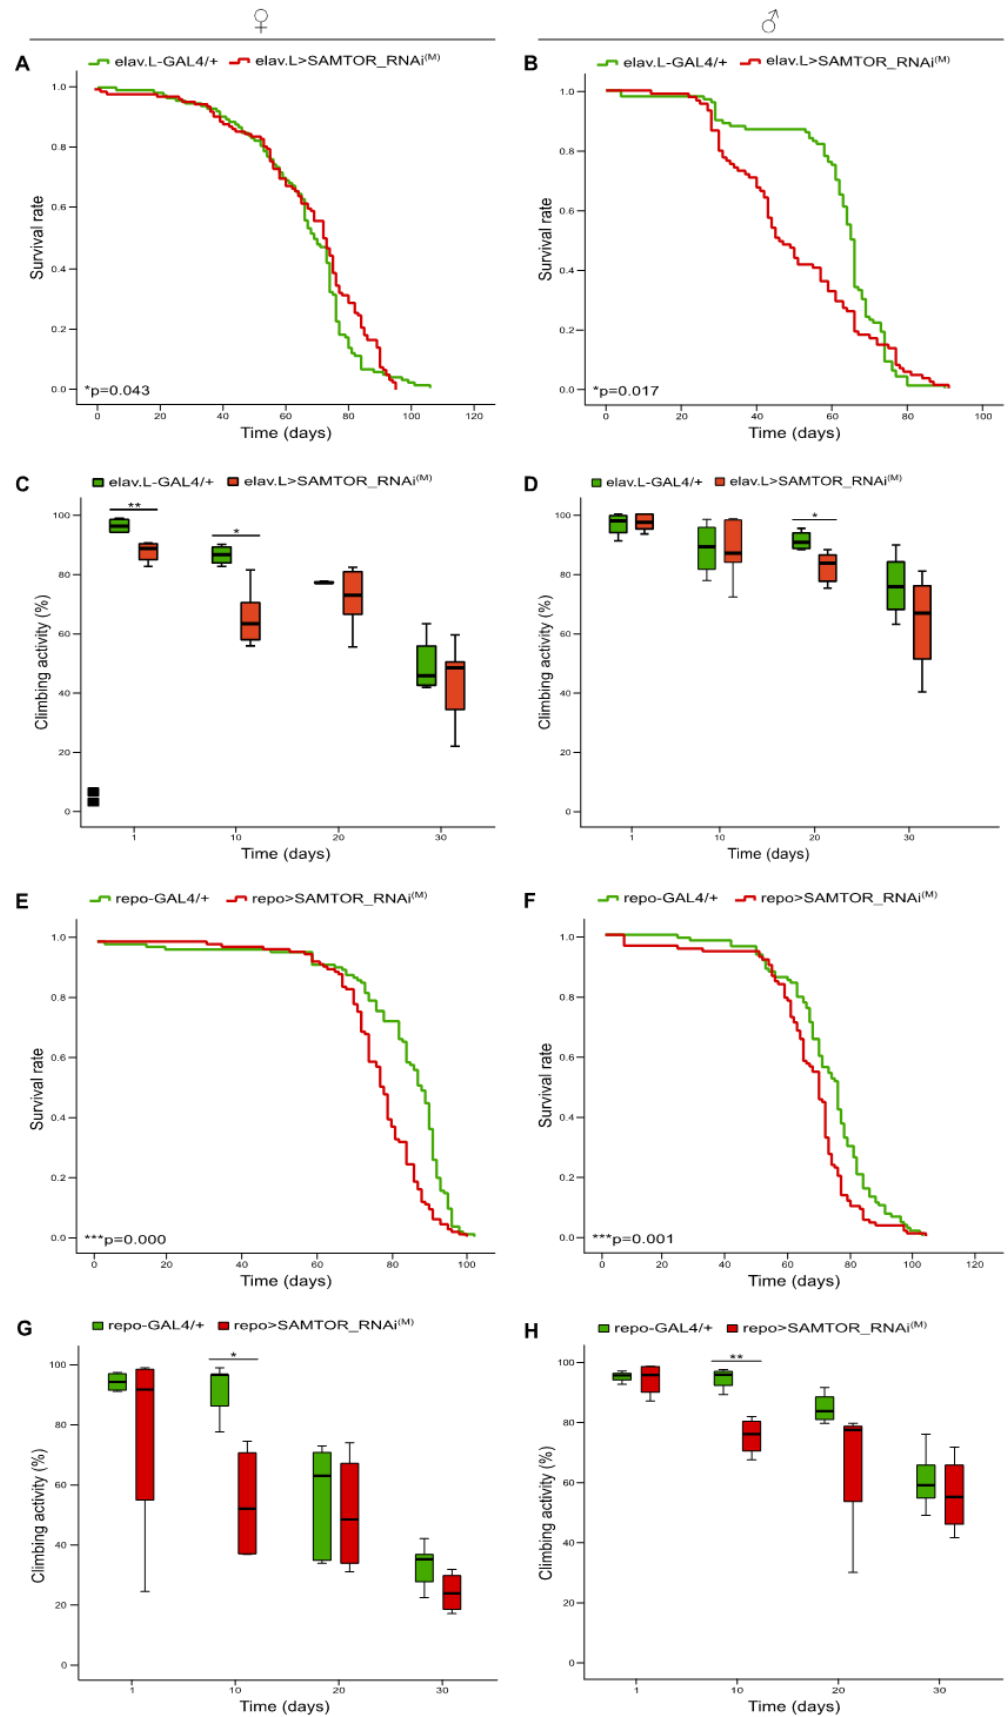 ♀ ♂
A elav.L-GAL4/+ elav.L>SAMTOR_RNAi(M)
Survival rate
1.0
0.8
0.6
0.4
0.2
0.0
*p=0.043
0 20 40 60 80 100 120
Time (days)
B elav.L-GAL4/+ elav.L>SAMTOR_RNAi(M)
Survival rate
1.0
0.8
0.6
0.4
0.2
0.0
*p=0.017
0 20 40 60 80 100
Time (days)
C elav.L-GAL4/+ elav.L>SAMTOR_RNAi(M)
** *
Climbing activity (%)
100
80
60
40
20
0
1 10 20 30
Time (days)
D elav.L-GAL4/+ elav.L>SAMTOR_RNAi(M)
*
Climbing activity (%)
100
80
60
40
20
0
1 10 20 30
Time (days)
E repo-GAL4/+ repo>SAMTOR_RNAi(M)
Survival rate
1.0
0.8
0.6
0.4
0.2
0.0
***p=0.000
0 20 40 60 80 100
Time (days)
F repo-GAL4/+ repo>SAMTOR_RNAi(M)
Survival rate
1.0
0.8
0.6
0.4
0.2
0.0
***p=0.001
0 20 40 60 80 100 120
Time (days)
G repo-GAL4/+ repo>SAMTOR_RNAi(M)
*
Climbing activity (%)
100
80
60
40
20
0
1 10 20 30
Time (days)
H repo-GAL4/+ repo>SAMTOR_RNAi(M)
**
Climbing activity (%)
100
80
60
40
20
0
1 10 20 30
Time (days)